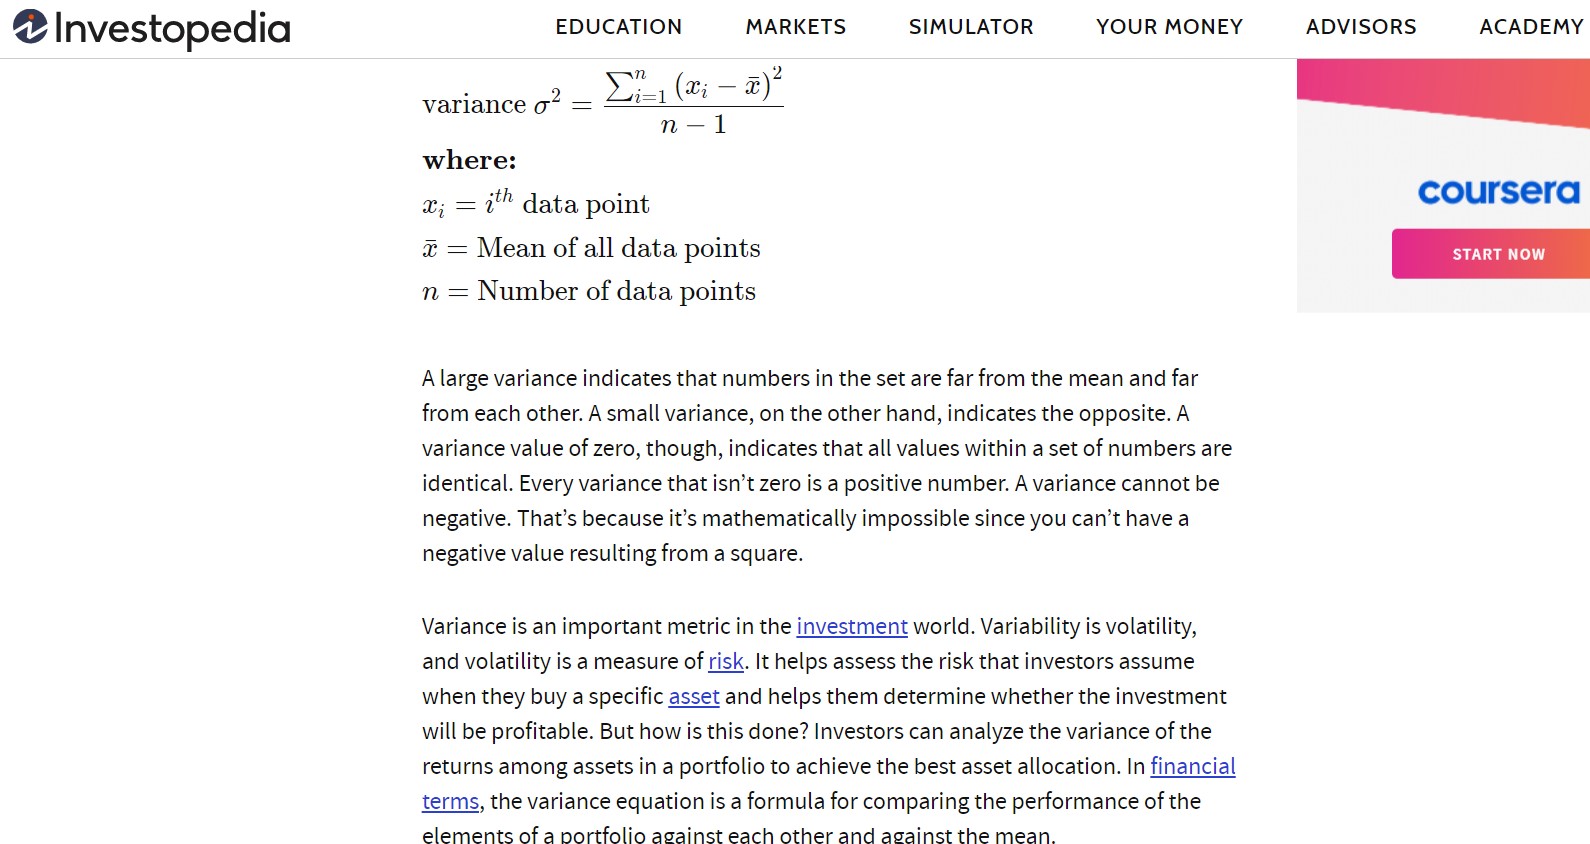 Investopedia
EDUCATION MARKETS SIMULATOR YOUR MONEY ADVISORS ACADEMY
variance σ² = ∑ⁿᵢ₌₁ (xᵢ − x̄)² / n − 1
where:
xᵢ = iᵗʰ data point
x̄ = Mean of all data points
n = Number of data points
coursera
START NOW
A large variance indicates that numbers in the set are far from the mean and far
from each other. A small variance, on the other hand, indicates the opposite. A
variance value of zero, though, indicates that all values within a set of numbers are
identical. Every variance that isn’t zero is a positive number. A variance cannot be
negative. That’s because it’s mathematically impossible since you can’t have a
negative value resulting from a square.
Variance is an important metric in the investment world. Variability is volatility,
and volatility is a measure of risk. It helps assess the risk that investors assume
when they buy a specific asset and helps them determine whether the investment
will be profitable. But how is this done? Investors can analyze the variance of the
returns among assets in a portfolio to achieve the best asset allocation. In financial
terms, the variance equation is a formula for comparing the performance of the
elements of a portfolio against each other and against the mean.